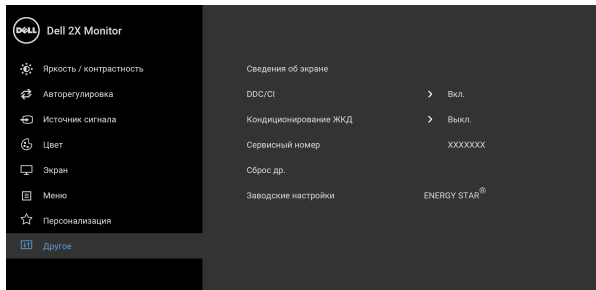 DELL Dell 2X Monitor
Яркость / контрастность
Сведения об экране
Авторегулировка
DDC/CI Вкл.
Источник сигнала
Кондиционирование ЖКД Выкл.
Цвет
Сервисный номер XXXXXXX
Экран
Сброс др.
Меню
Заводские настройки ENERGY STAR®
Персонализация
Другое